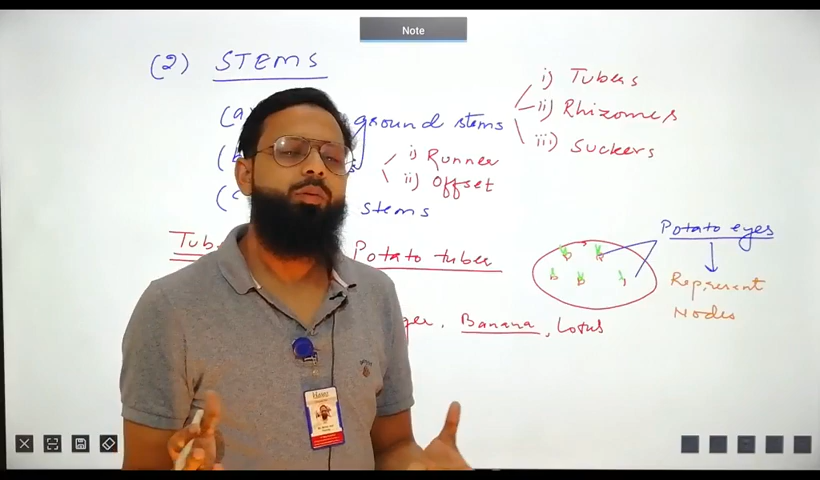 Note
(2) STEMS
i) Tubers
(a) ground stems
ii) Rhizomes
iii) Suckers
i) Runner
ii) Offset
stems
Potato tuber
Potato eyes
Represent
Nodes
Banana, Lotus